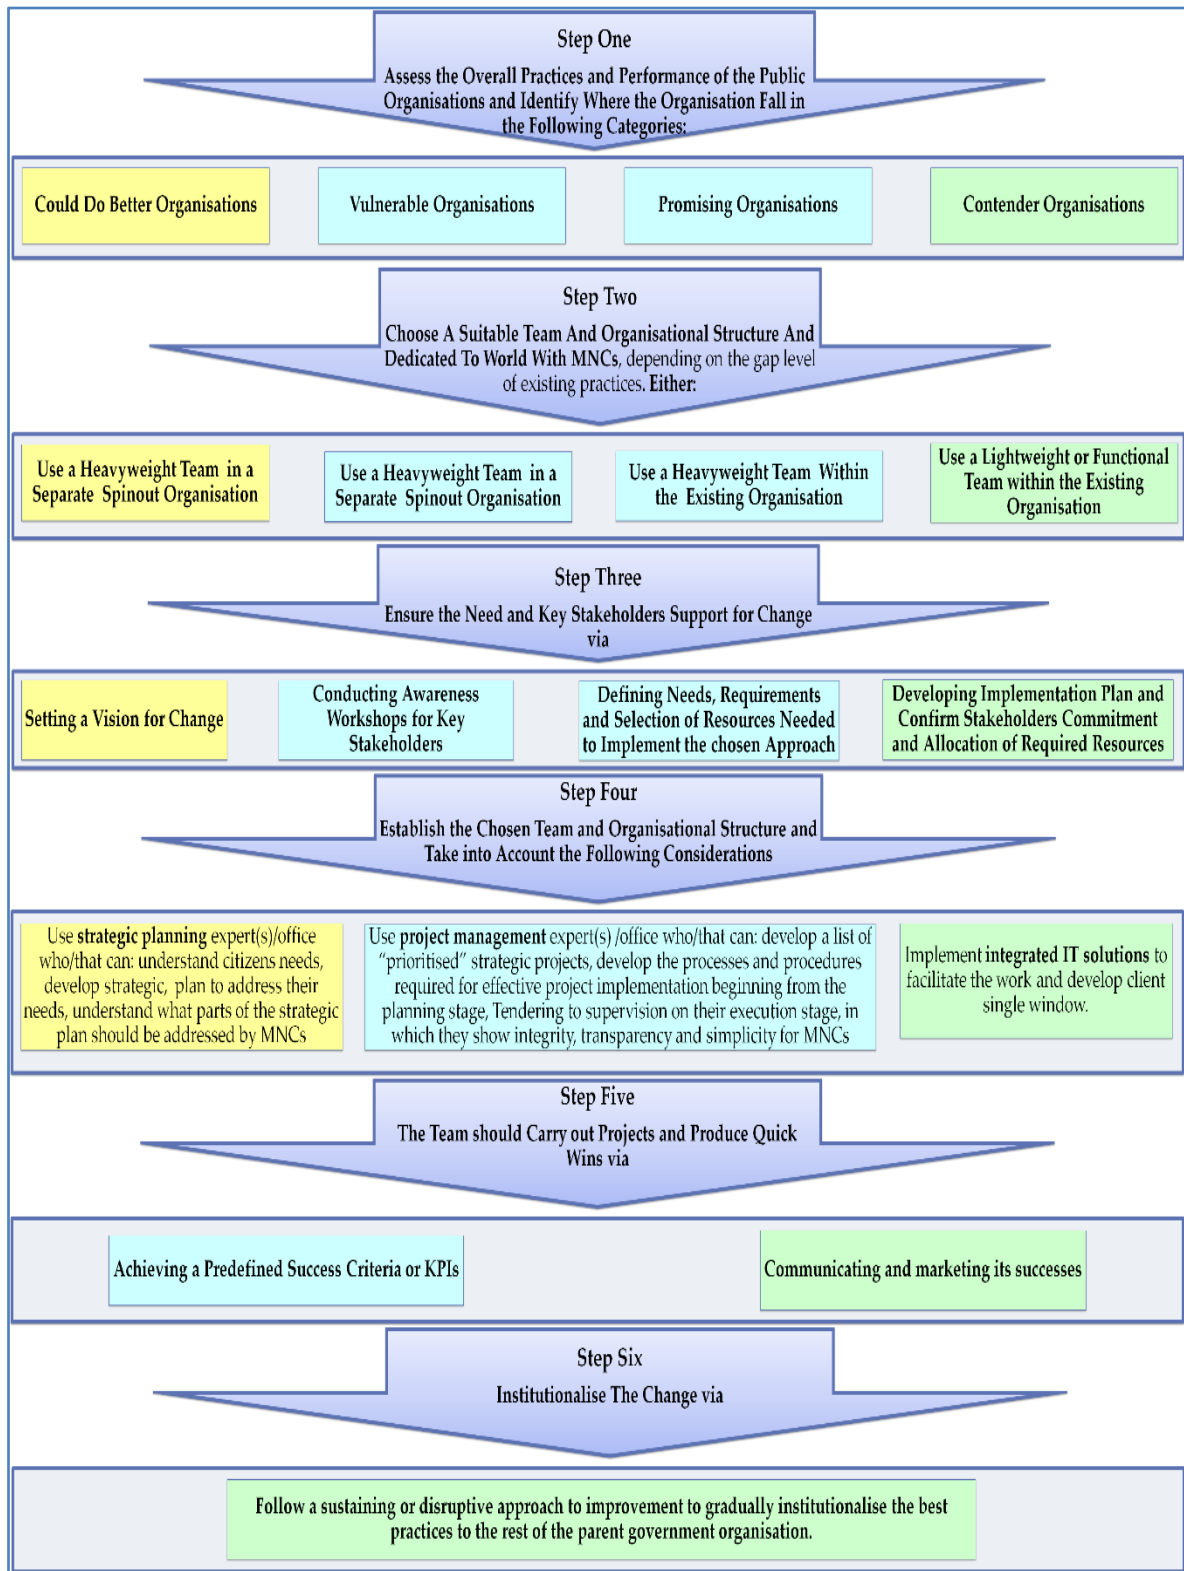 Step One
Assess the Overall Practices and Performance of the Public
Organisations and Identify Where the Organisation Fall in
the Following Categories:
Could Do Better Organisations
Vulnerable Organisations
Promising Organisations
Contender Organisations
Step Two
Choose A Suitable Team And Organisational Structure And
Dedicated To World With MNCs, depending on the gap level
of existing practices. Either:
Use a Heavyweight Team in a
Separate Spinout Organisation
Use a Heavyweight Team in a
Separate Spinout Organisation
Use a Heavyweight Team Within
the Existing Organisation
Use a Lightweight or Functional
Team within the Existing
Organisation
Step Three
Ensure the Need and Key Stakeholders Support for Change
via
Setting a Vision for Change
Conducting Awareness
Workshops for Key
Stakeholders
Defining Needs, Requirements
and Selection of Resources Needed
to Implement the chosen Approach
Developing Implementation Plan and
Confirm Stakeholders Commitment
and Allocation of Required Resources
Step Four
Establish the Chosen Team and Organisational Structure and
Take into Account the Following Considerations
Use strategic planning expert(s)/office
who/that can: understand citizens needs,
develop strategic, plan to address their
needs, understand what parts of the strategic
plan should be addressed by MNCs
Use project management expert(s) /office who/that can: develop a list of
“prioritised” strategic projects, develop the processes and procedures
required for effective project implementation beginning from the
planning stage, Tendering to supervision on their execution stage, in
which they show integrity, transparency and simplicity for MNCs
Implement integrated IT solutions to
facilitate the work and develop client
single window.
Step Five
The Team should Carry out Projects and Produce Quick
Wins via
Achieving a Predefined Success Criteria or KPIs
Communicating and marketing its successes
Step Six
Institutionalise The Change via
Follow a sustaining or disruptive approach to improvement to gradually institutionalise the best
practices to the rest of the parent government organisation.